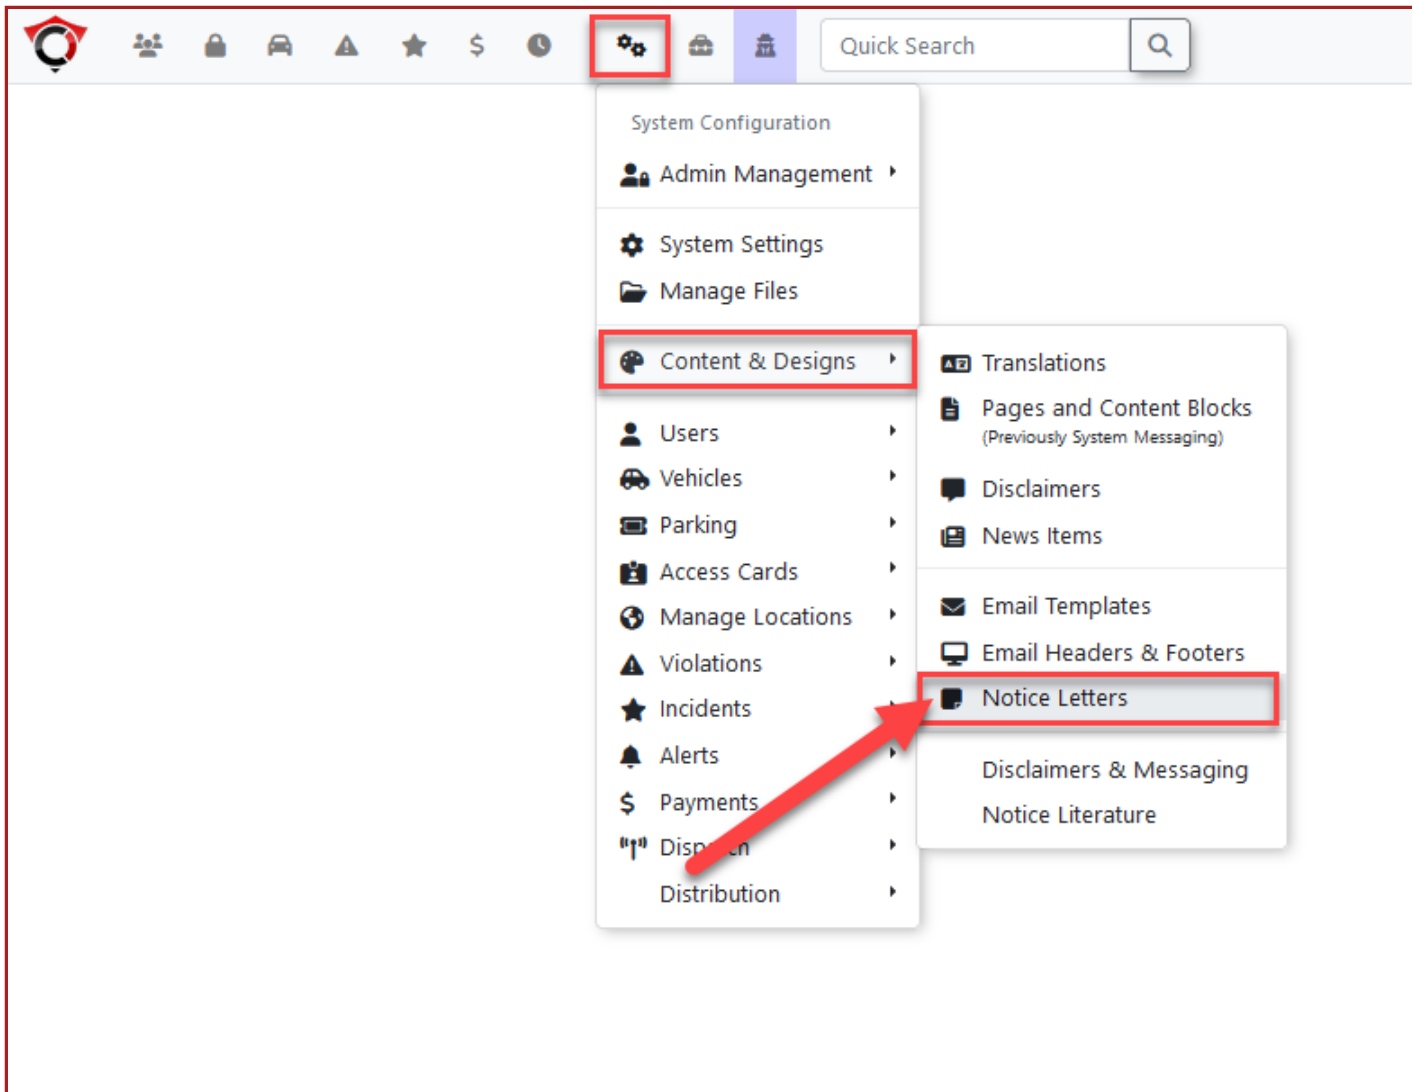 Quick Search
System Configuration
Admin Management
System Settings
Manage Files
Content & Designs
Users
Vehicles
Parking
Access Cards
Manage Locations
Violations
Incidents
Alerts
Payments
Dispatch
Distribution
Translations
Pages and Content Blocks
(Previously System Messaging)
Disclaimers
News Items
Email Templates
Email Headers & Footers
Notice Letters
Disclaimers & Messaging
Notice Literature